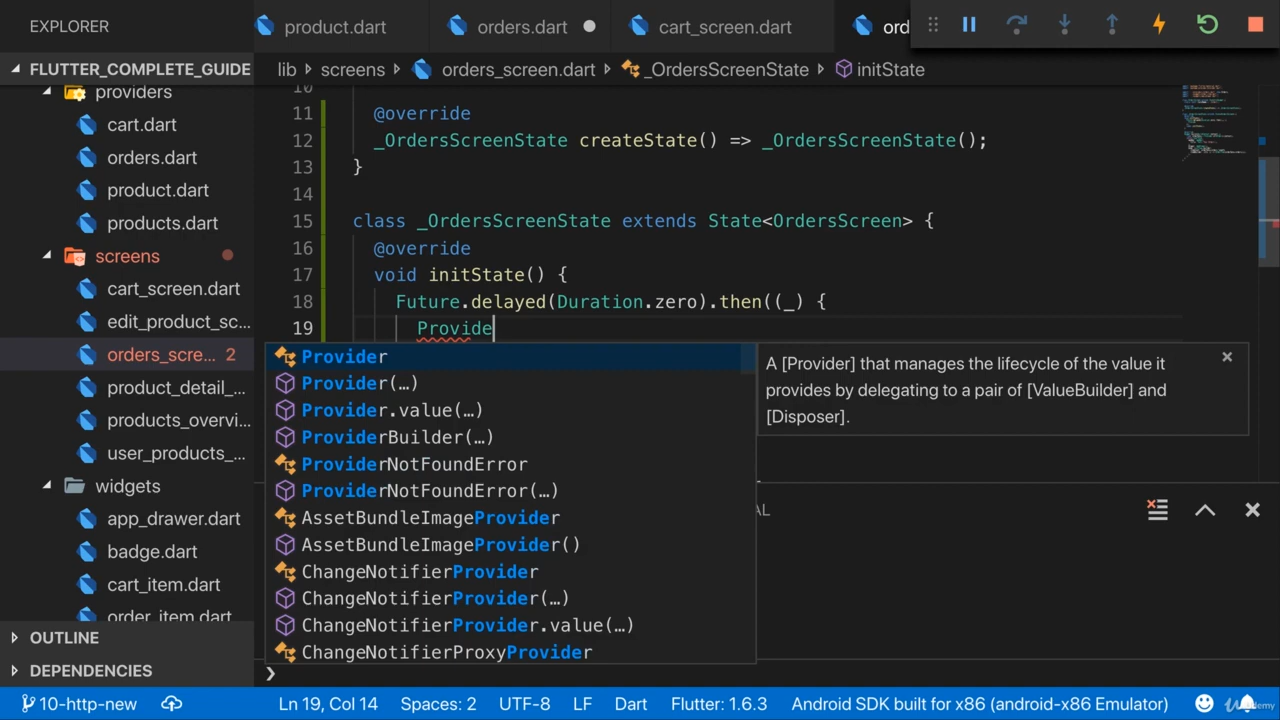 EXPLORER
product.dart
orders.dart
cart_screen.dart
ord
FLUTTER_COMPLETE_GUIDE
lib > screens > orders_screen.dart > _OrdersScreenState > initState
providers
cart.dart
orders.dart
product.dart
products.dart
screens
cart_screen.dart
edit_product_sc...
orders_scre... 2
product_detail_...
products_overvi...
user_products_...
widgets
app_drawer.dart
badge.dart
cart_item.dart
order_item.dart
OUTLINE
DEPENDENCIES
10
11 @override
12 _OrdersScreenState createState() => _OrdersScreenState();
13 }
14
15 class _OrdersScreenState extends State<OrdersScreen> {
16 @override
17 void initState() {
18 Future.delayed(Duration.zero).then((_) {
19 Provide
Provider
Provider(…)
Provider.value(…)
ProviderBuilder(…)
ProviderNotFoundError
ProviderNotFoundError(…)
AssetBundleImageProvider
AssetBundleImageProvider()
ChangeNotifierProvider
ChangeNotifierProvider(…)
ChangeNotifierProvider.value(…)
ChangeNotifierProxyProvider
A [Provider] that manages the lifecycle of the value it
provides by delegating to a pair of [ValueBuilder] and
[Disposer].
AL
10-http-new
Ln 19, Col 14
Spaces: 2
UTF-8
LF
Dart
Flutter: 1.6.3
Android SDK built for x86 (android-x86 Emulator)
Udemy